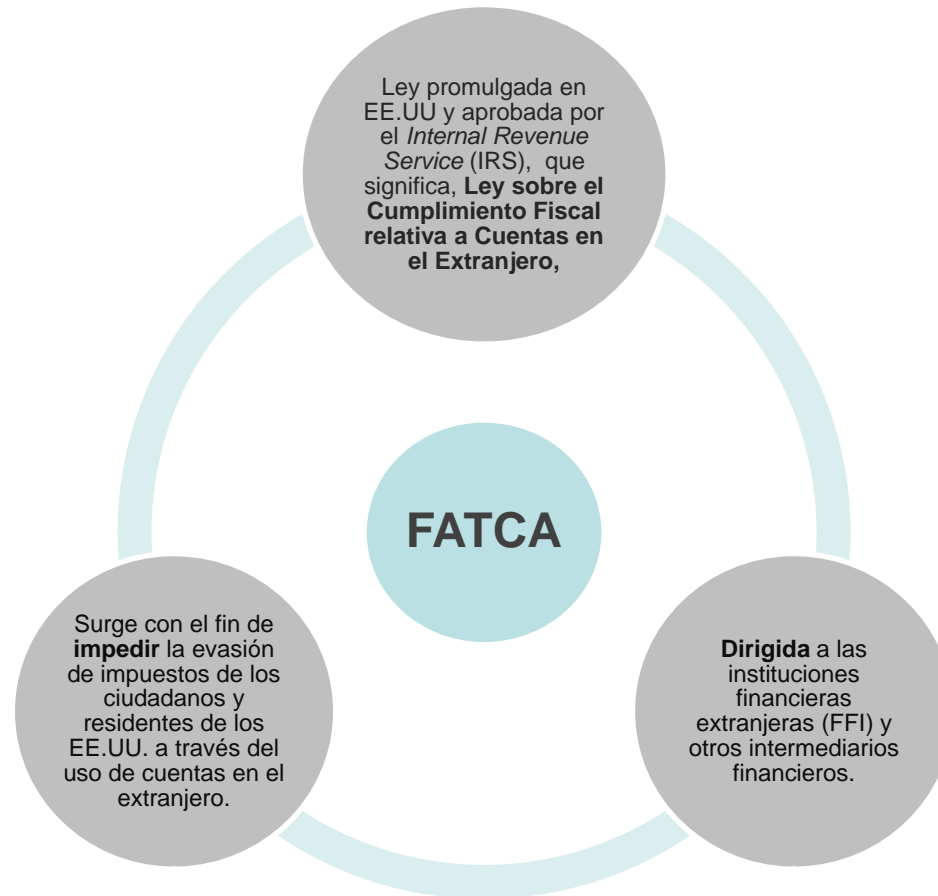 Ley promulgada en
EE.UU y aprobada por
el Internal Revenue
Service (IRS), que
significa, Ley sobre el
Cumplimiento Fiscal
relativa a Cuentas en
el Extranjero,
FATCA
Surge con el fin de
impedir la evasión
de impuestos de los
ciudadanos y
residentes de los
EE.UU. a través del
uso de cuentas en el
extranjero.
Dirigida a las
instituciones
financieras
extranjeras (FFI) y
otros intermediarios
financieros.